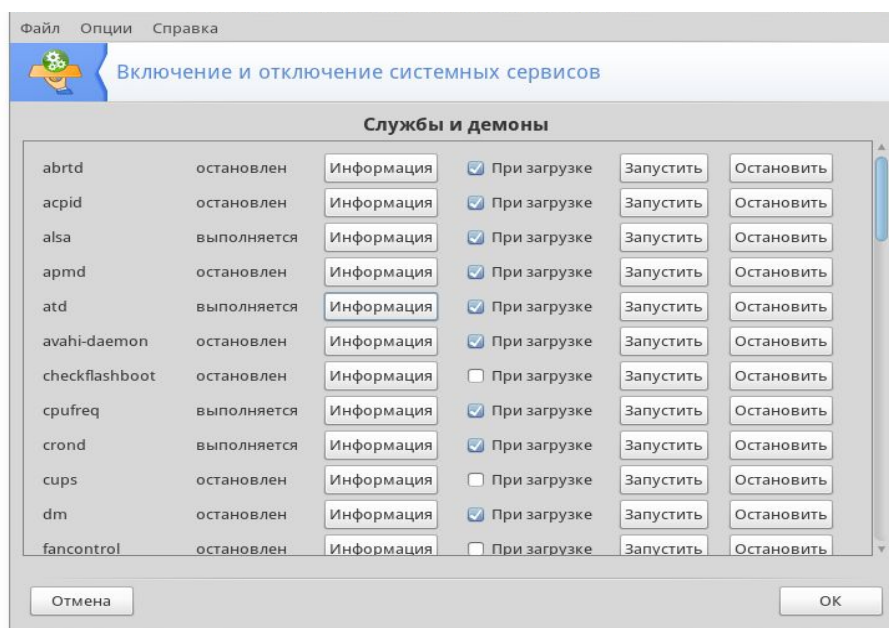 Файл Опции Справка
Включение и отключение системных сервисов
Службы и демоны
abrtd остановлен Информация При загрузке Запустить Остановить
acpid остановлен Информация При загрузке Запустить Остановить
alsa выполняется Информация При загрузке Запустить Остановить
apmd остановлен Информация При загрузке Запустить Остановить
atd выполняется Информация При загрузке Запустить Остановить
avahi-daemon остановлен Информация При загрузке Запустить Остановить
checkflashboot остановлен Информация При загрузке Запустить Остановить
cpufreq выполняется Информация При загрузке Запустить Остановить
crond выполняется Информация При загрузке Запустить Остановить
cups остановлен Информация При загрузке Запустить Остановить
dm остановлен Информация При загрузке Запустить Остановить
fancontrol остановлен Информация При загрузке Запустить Остановить
Отмена ОК